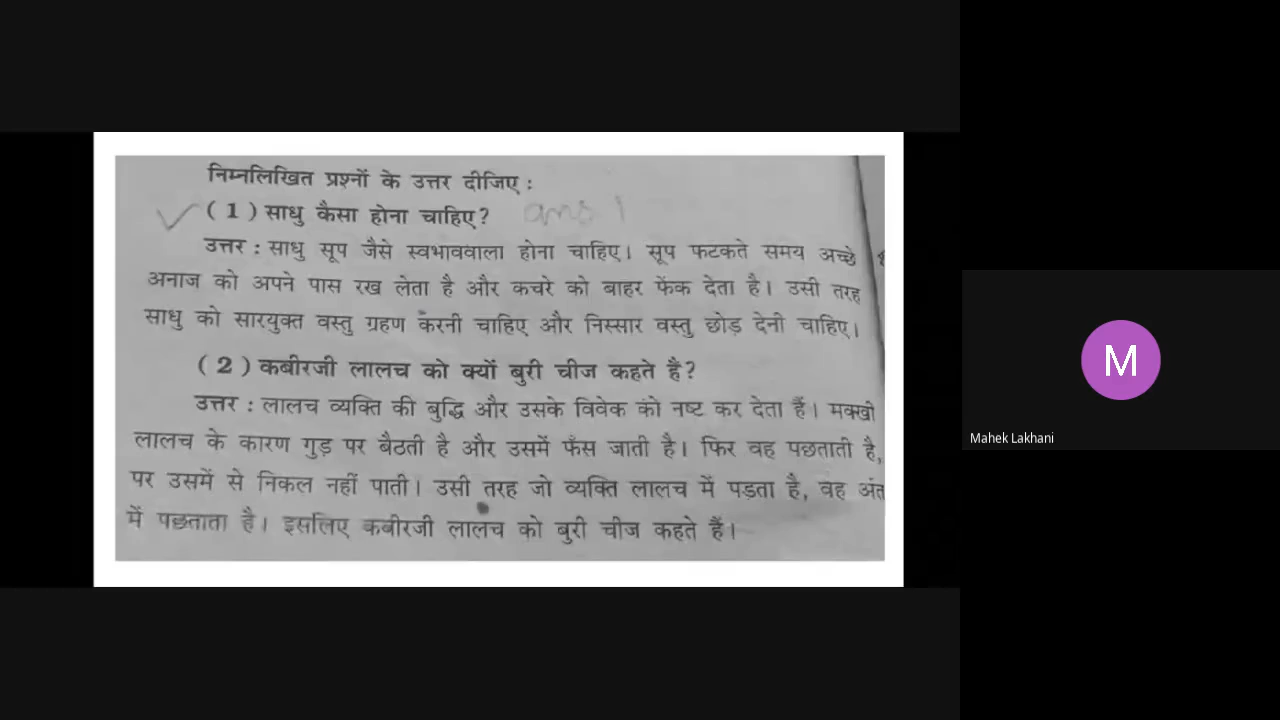 निम्नलिखित प्रश्नों के उत्तर दीजिए :
( 1 ) साधु कैसा होना चाहिए? ans 1
उत्तर : साधु सूप जैसे स्वभाववाला होना चाहिए। सूप फटकते समय अच्छे
अनाज को अपने पास रख लेता है और कचरे को बाहर फेंक देता है। उसी तरह
साधु को सारयुक्त वस्तु ग्रहण करनी चाहिए और निस्सार वस्तु छोड़ देनी चाहिए।
( 2 ) कबीरजी लालच को क्यों बुरी चीज कहते हैं?
उत्तर : लालच व्यक्ति की बुद्धि और उसके विवेक को नष्ट कर देता हैं। मक्खी
लालच के कारण गुड़ पर बैठती है और उसमें फँस जाती है। फिर वह पछताती है,
पर उसमें से निकल नहीं पाती। उसी तरह जो व्यक्ति लालच में पडता है, वह अंत
में पछताता है। इसलिए कबीरजी लालच को बुरी चीज कहते हैं।
M
Mahek Lakhani